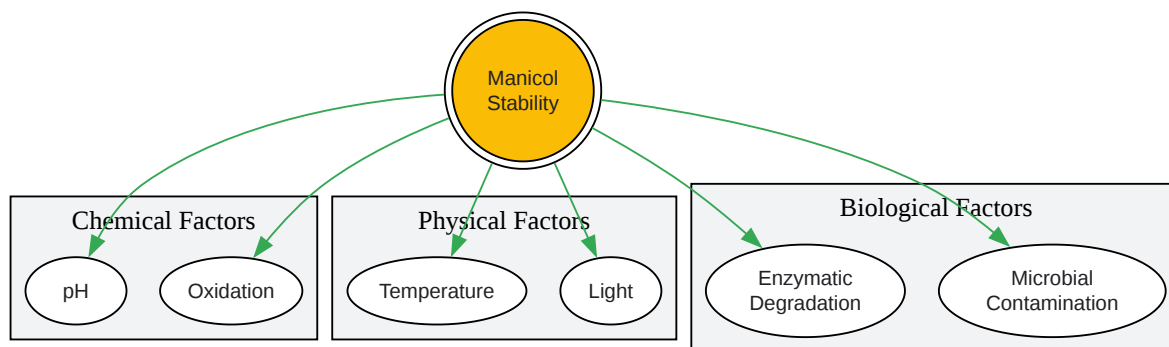 Manicol
Stability
Chemical Factors
Physical Factors
Biological Factors
pH
Oxidation
Temperature
Light
Enzymatic
Degradation
Microbial
Contamination